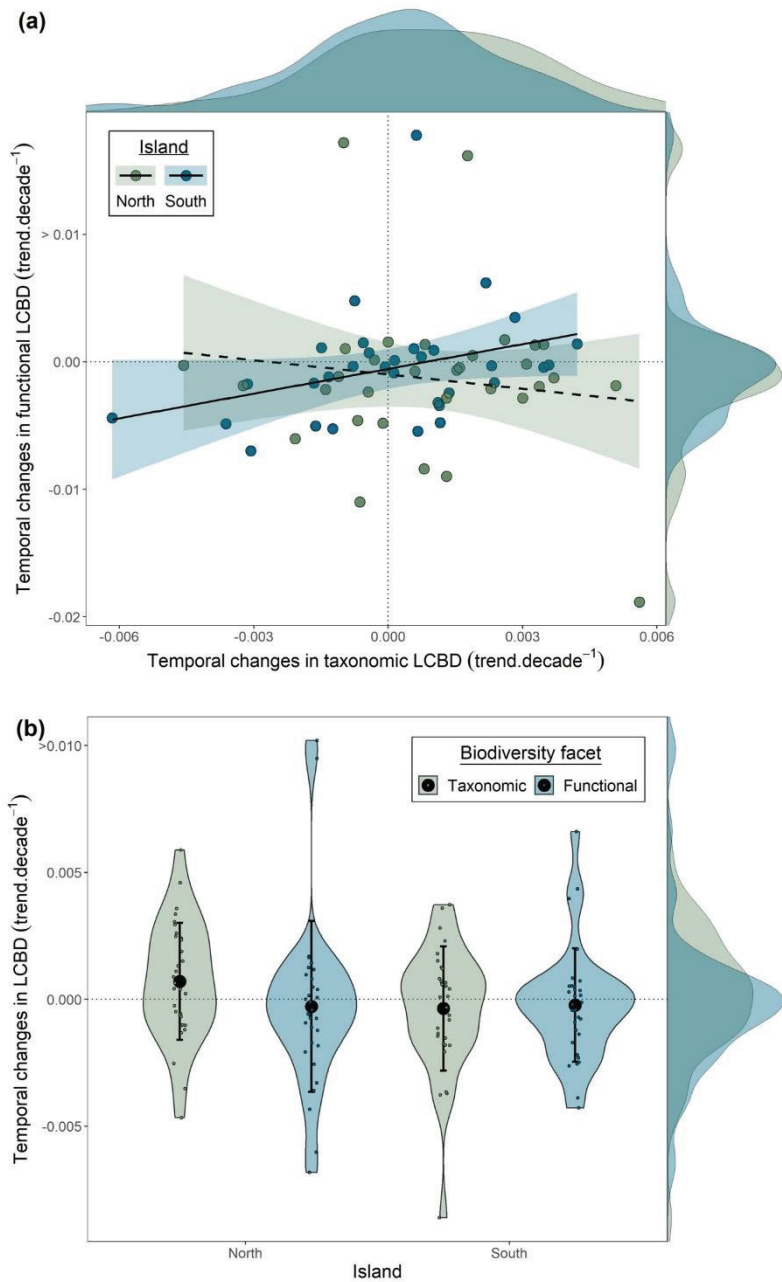 (a)
Temporal changes in functional LCBD (trend.decade⁻¹)
> 0.01
0.00
-0.01
-0.02
Island
North South
-0.006 -0.003 0.000 0.003 0.006
Temporal changes in taxonomic LCBD (trend.decade⁻¹)
(b)
Temporal changes in LCBD (trend.decade⁻¹)
>0.010
0.005
0.000
-0.005
Biodiversity facet
Taxonomic Functional
North South
Island